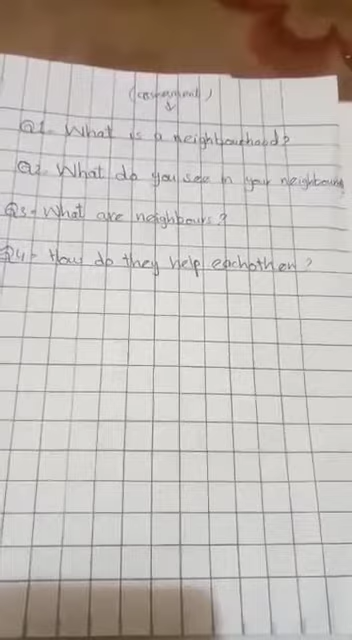 Q1- What is a neighbourhood?
Q2- What do you see in your
Q3- What are neighbours?
Q4- How do they help eachother?